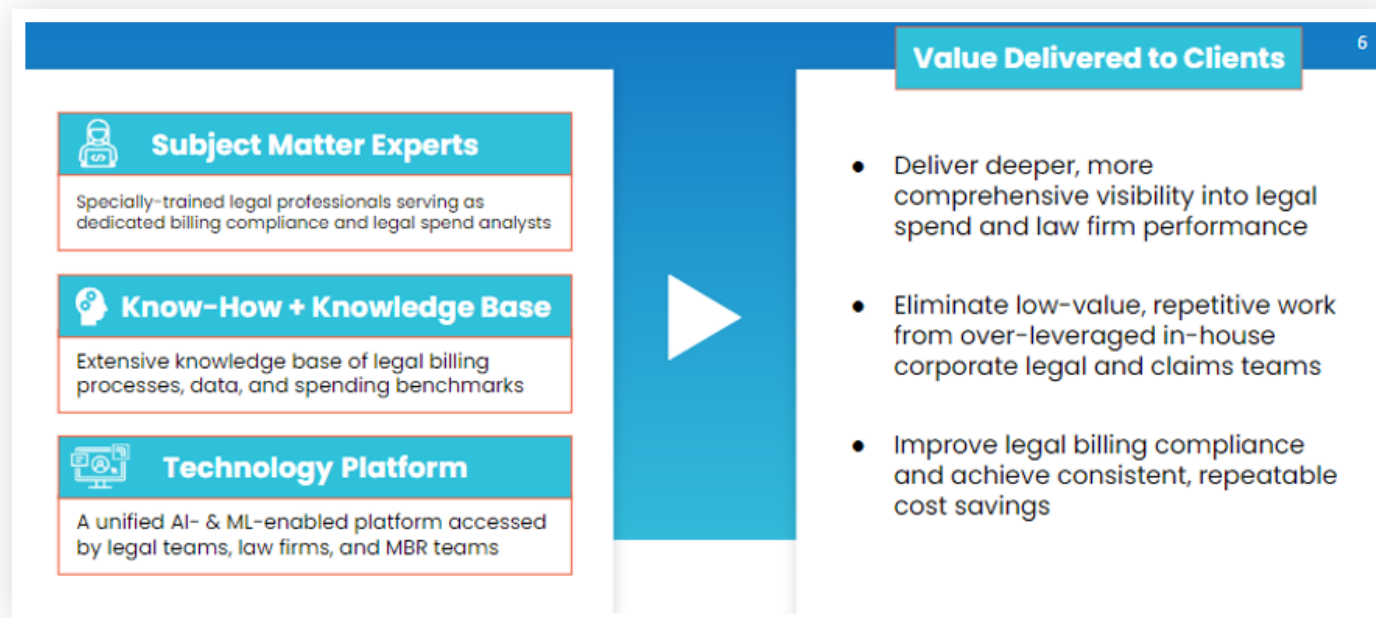 6
Subject Matter Experts
Specially-trained legal professionals serving as
dedicated billing compliance and legal spend analysts
Know-How + Knowledge Base
Extensive knowledge base of legal billing
processes, data, and spending benchmarks
Technology Platform
A unified AI- & ML-enabled platform accessed
by legal teams, law firms, and MBR teams
Value Delivered to Clients
● Deliver deeper, more
comprehensive visibility into legal
spend and law firm performance
● Eliminate low-value, repetitive work
from over-leveraged in-house
corporate legal and claims teams
● Improve legal billing compliance
and achieve consistent, repeatable
cost savings